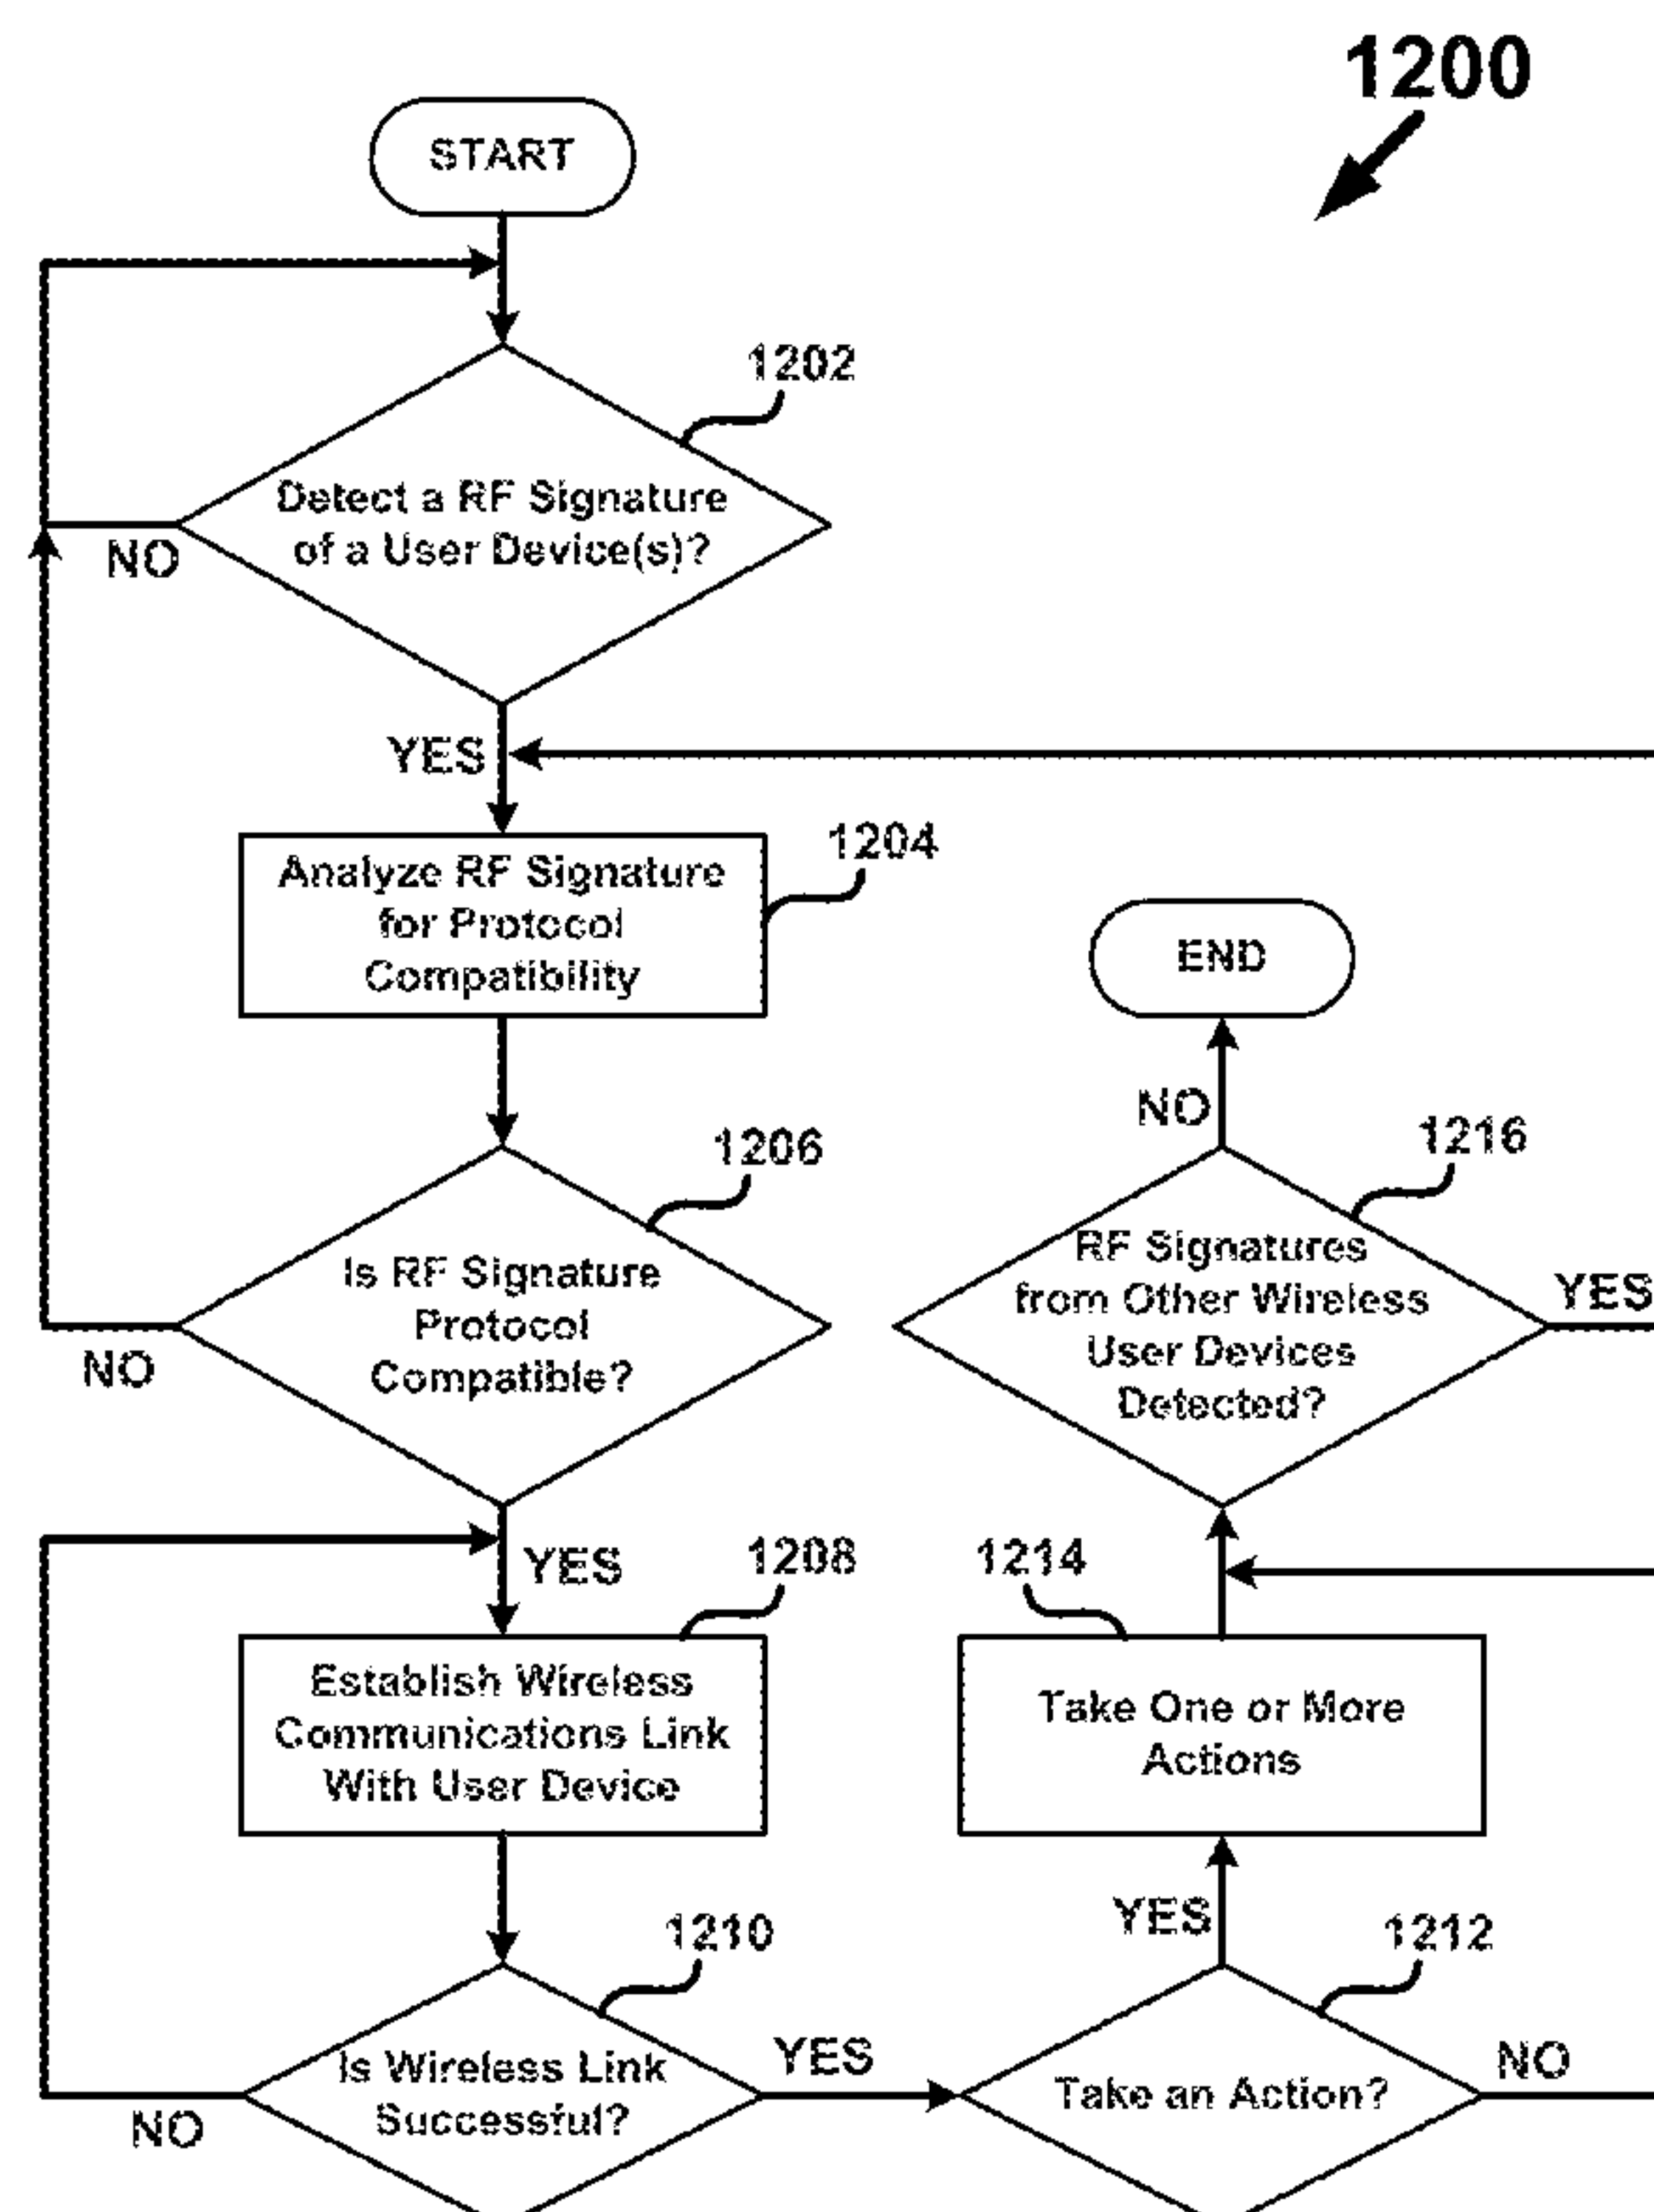 1200
START
1202
Detect a RF Signature
of a User Device(s)?
NO
YES
1204
Analyze RF Signature
for Protocol
Compatibility
END
NO
1206
1216
Is RF Signature
Protocol
Compatible?
NO
RF Signatures
from Other Wireless
User Devices
Detected?
YES
YES
1208
1214
Establish Wireless
Communications Link
With User Device
Take One or More
Actions
1210
YES
1212
Is Wireless Link
Successful?
YES
NO
Take an Action?
NO